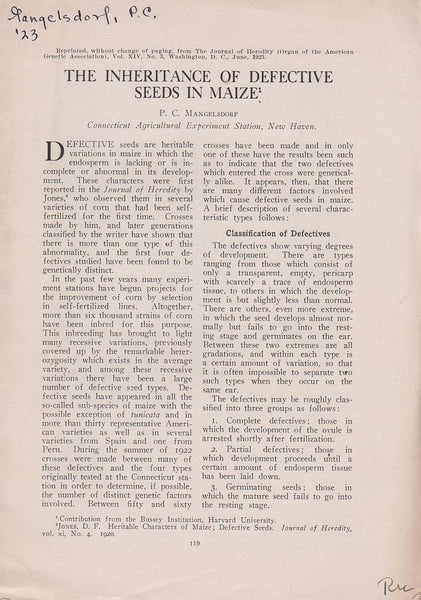 Mangelsdorf, P.C.
'23
Reprinted, without change of paging, from The Journal of Heredity (Organ of the American
Genetic Association), Vol. XIV, No. 3, Washington, D. C., June, 1923.
THE INHERITANCE OF DEFECTIVE
SEEDS IN MAIZE¹
P. C. MANGELSDORF
Connecticut Agricultural Experiment Station, New Haven.
DEFECTIVE seeds are heritable
variations in maize in which the
endosperm is lacking or is in-
complete or abnormal in its develop-
ment. These characters were first
reported in the Journal of Heredity by
Jones,² who observed them in several
varieties of corn that had been self-
fertilized for the first time. Crosses
made by him, and later generations
classified by the writer have shown that
there is more than one type of this
abnormality, and the first four de-
fectives studied have been found to be
genetically distinct.
In the past few years many experi-
ment stations have begun projects for
the improvement of corn by selection
in self-fertilized lines. Altogether,
more than six thousand strains of corn
have been inbred for this purpose.
This inbreeding has brought to light
many recessive variations, previously
covered up by the remarkable heter-
ozygosity which exists in the average
variety, and among these recessive
variations there have been a large
number of defective seed types. De-
fective seeds have appeared in all the
so-called sub-species of maize with the
possible exception of tunicata and in
more than thirty representative Ameri-
can varieties as well as in several
varieties from Spain and one from
Peru. During the summer of 1922
crosses were made between many of
these defectives and the four types
originally tested at the Connecticut sta-
tion in order to determine, if possible,
the number of distinct genetic factors
involved. Between fifty and sixty
crosses have been made and in only
one of these have the results been such
as to indicate that the two defectives
which entered the cross were genetical-
ly alike. It appears, then, that there
are many different factors involved
which cause defective seeds in maize.
A brief description of several charac-
teristic types follows:
Classification of Defectives
The defectives show varying degrees
of development. There are types
ranging from those which consist of
only a transparent, empty, pericarp
with scarcely a trace of endosperm
tissue, to others in which the develop-
ment is but slightly less than normal.
There are others, even more extreme,
in which the seed develops almost nor-
mally but fails to go into the rest-
ing stage and germinates on the ear.
Between these two extremes are all
gradations, and within each type is
a certain amount of variation, so that
it is often impossible to separate two
such types when they occur on the
same ear.
The defectives may be roughly clas-
sified into three groups as follows:
1. Complete defectives; those in
which the development of the ovule is
arrested shortly after fertilization.
2. Partial defectives; those in
which development proceeds until a
certain amount of endosperm tissue
has been laid down.
3. Germinating seeds; those in
which the mature seed fails to go into
the resting stage.
¹Contribution from the Bussey Institution, Harvard University.
²JONES, D. F. Heritable Characters of Maize; Defective Seeds. Journal of Heredity,
vol. xi, No. 4. 1920.
119